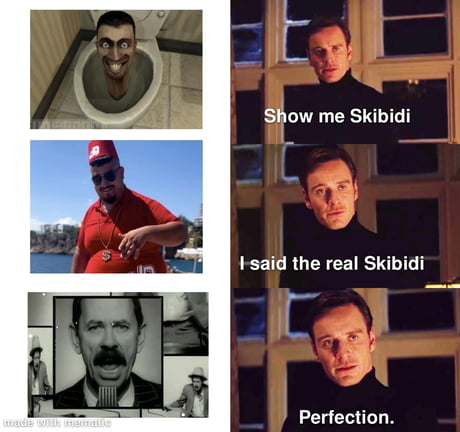 Show me Skibidi
I said the real Skibidi
Perfection.
made with mematic